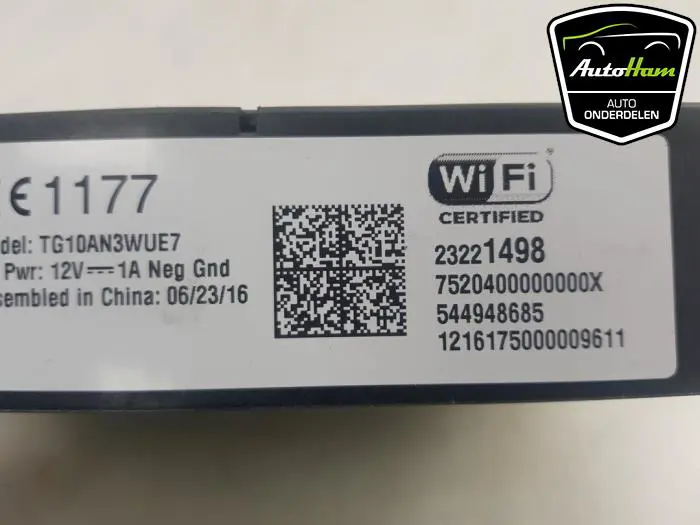 AutoHam
AUTO
ONDERDELEN
CE1177
del: TG10AN3WUE7
Pwr: 12V⎓1A Neg Gnd
sembled in China: 06/23/16
WiFi®
CERTIFIED
23221498
7520400000000X
544948685
1216175000009611